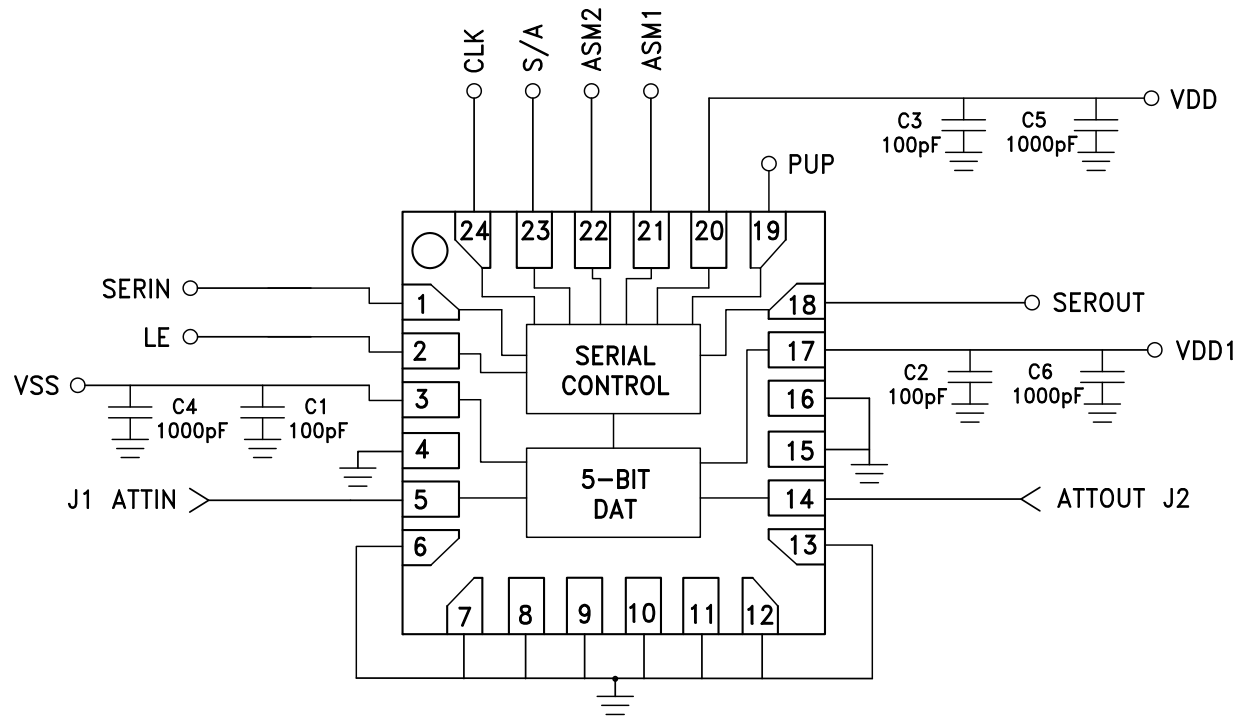 CLK
S/A
ASM2
ASM1
VDD
C3
100pF
C5
1000pF
PUP
24
23
22
21
20
19
SERIN
1
18
SEROUT
LE
2
SERIAL
CONTROL
17
VDD1
VSS
3
16
C2
100pF
C6
1000pF
C4
1000pF
C1
100pF
4
15
J1 ATTIN
5
5-BIT
DAT
14
ATTOUT J2
6
13
7
8
9
10
11
12